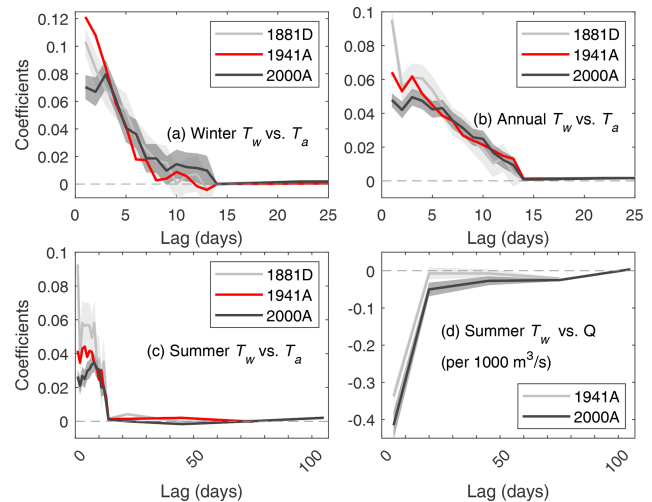 0.12
0.1
0.08
0.06
0.04
0.02
0
Coefficients
1881D
1941A
2000A
(a) Winter T_w vs. T_a
0 5 10 15 20 25
Lag (days)
0.1
0.08
0.06
0.04
0.02
0
1881D
1941A
2000A
(b) Annual T_w vs. T_a
0 5 10 15 20 25
Lag (days)
0.1
0.08
0.06
0.04
0.02
0
Coefficients
1881D
1941A
2000A
(c) Summer T_w vs. T_a
0 50 100
Lag (days)
0
-0.1
-0.2
-0.3
-0.4
(d) Summer T_w vs. Q
(per 1000 m³/s)
1941A
2000A
0 50 100
Lag (days)